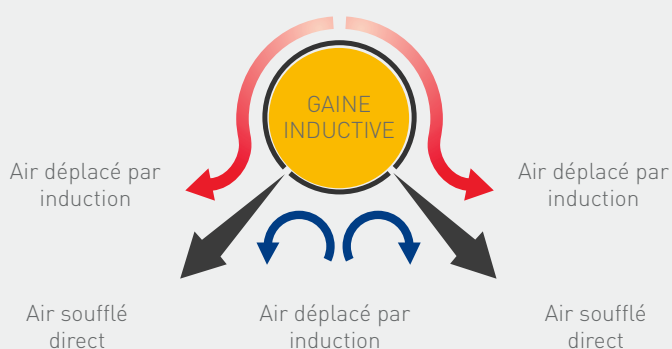 GAINE
INDUCTIVE
Air déplacé par
induction
Air déplacé par
induction
Air soufflé
direct
Air déplacé par
induction
Air soufflé
direct